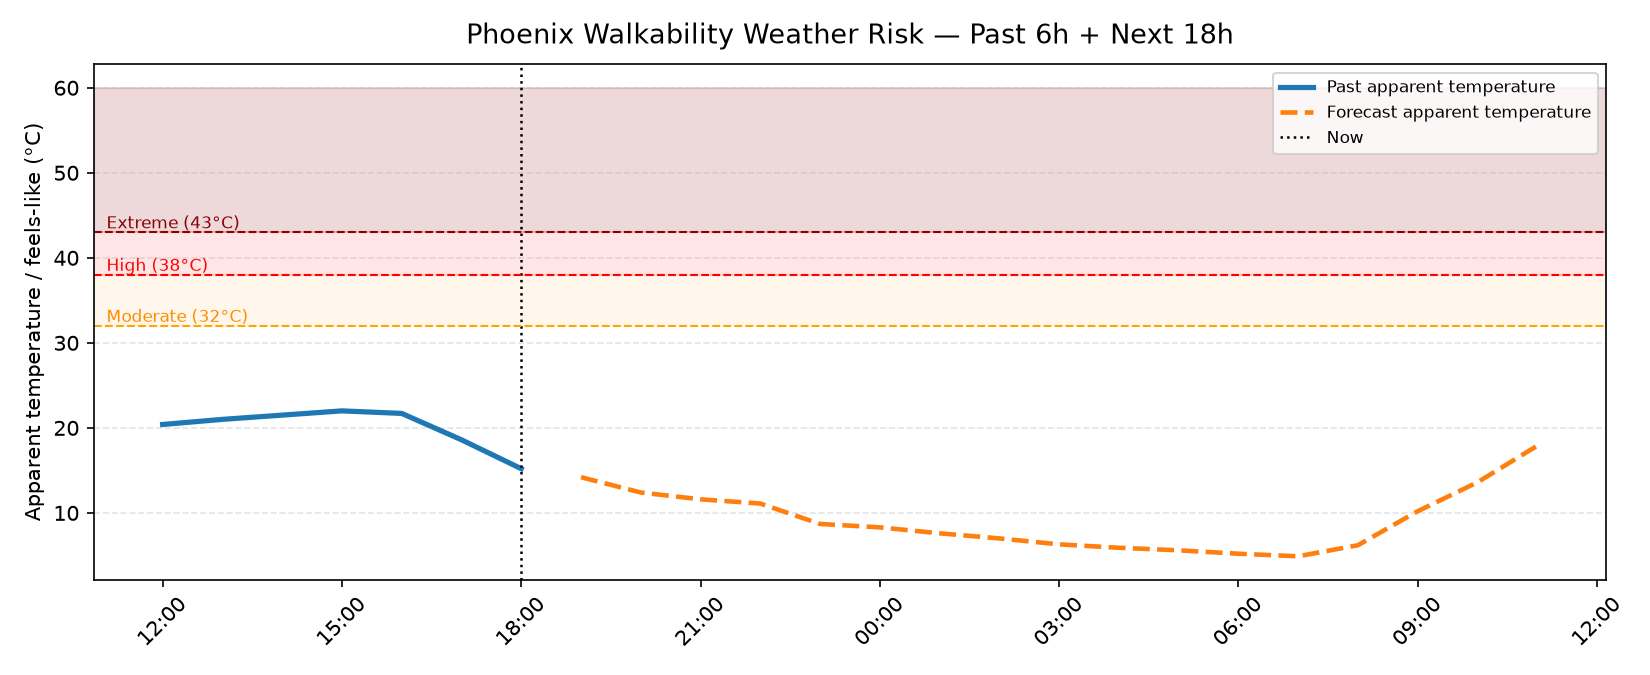 Phoenix Walkability Weather Risk — Past 6h + Next 18h
Apparent temperature / feels-like (°C)
60
50
40
30
20
10
Extreme (43°C)
High (38°C)
Moderate (32°C)
Past apparent temperature
Forecast apparent temperature
Now
12:00
15:00
18:00
21:00
00:00
03:00
06:00
09:00
12:00